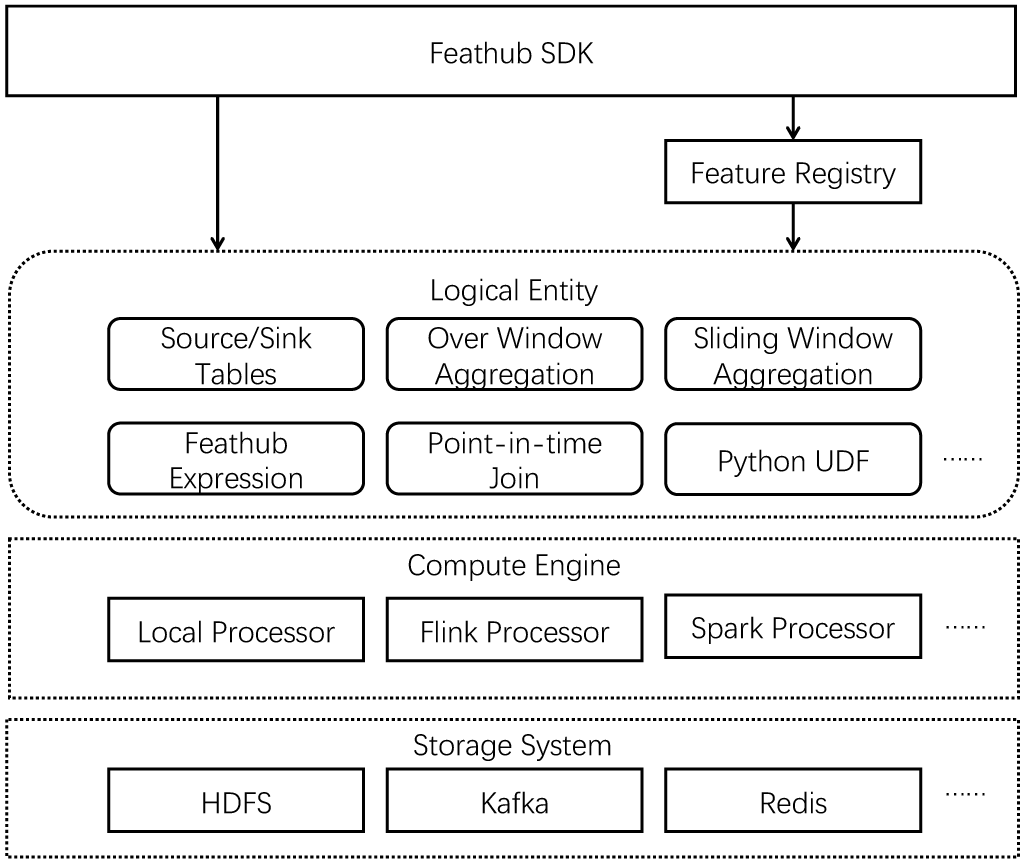 Feathub SDK
Feature Registry
Logical Entity
Source/Sink
Tables
Over Window
Aggregation
Sliding Window
Aggregation
Feathub
Expression
Point-in-time
Join
Python UDF
......
Compute Engine
Local Processor
Flink Processor
Spark Processor
......
Storage System
HDFS
Kafka
Redis
......